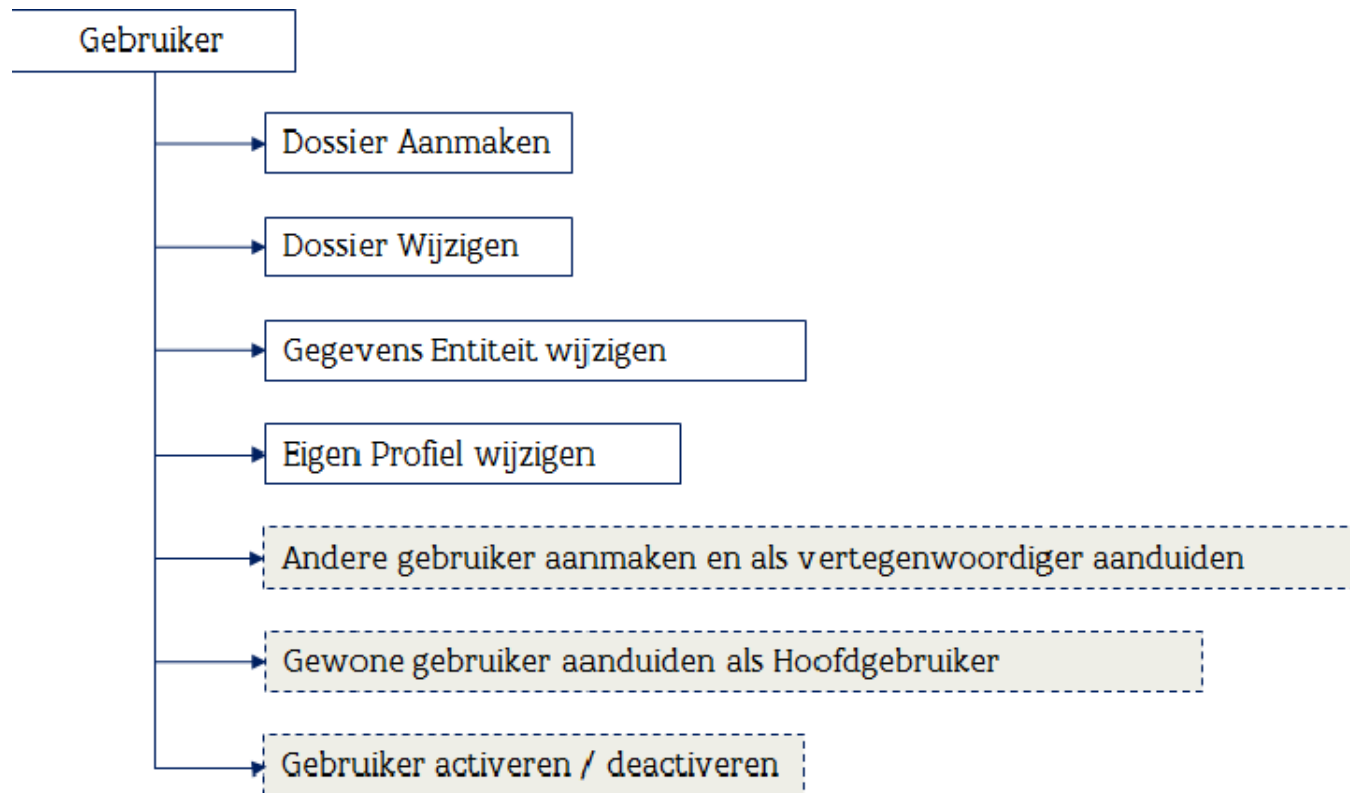 Gebruiker
Dossier Aanmaken
Dossier Wijzigen
Gegevens Entiteit wijzigen
Eigen Profiel wijzigen
Andere gebruiker aanmaken en als vertegenwoordiger aanduiden
Gewone gebruiker aanduiden als Hoofdgebruiker
Gebruiker activeren / deactiveren